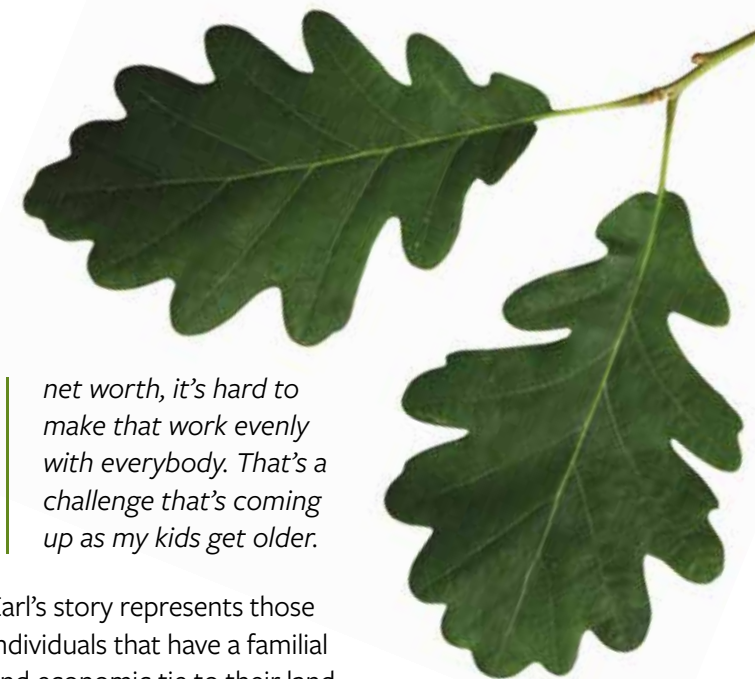 net worth, it's hard to
make that work evenly
with everybody. That's a
challenge that's coming
up as my kids get older.
arl's story represents those
ndividuals that have a familial
nd economic tie to their land